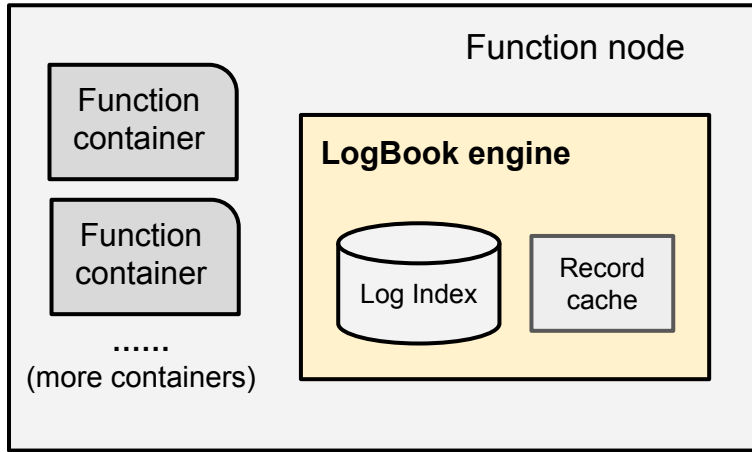 Function node
Function
container
Function
container
......
(more containers)
LogBook engine
Log Index
Record
cache